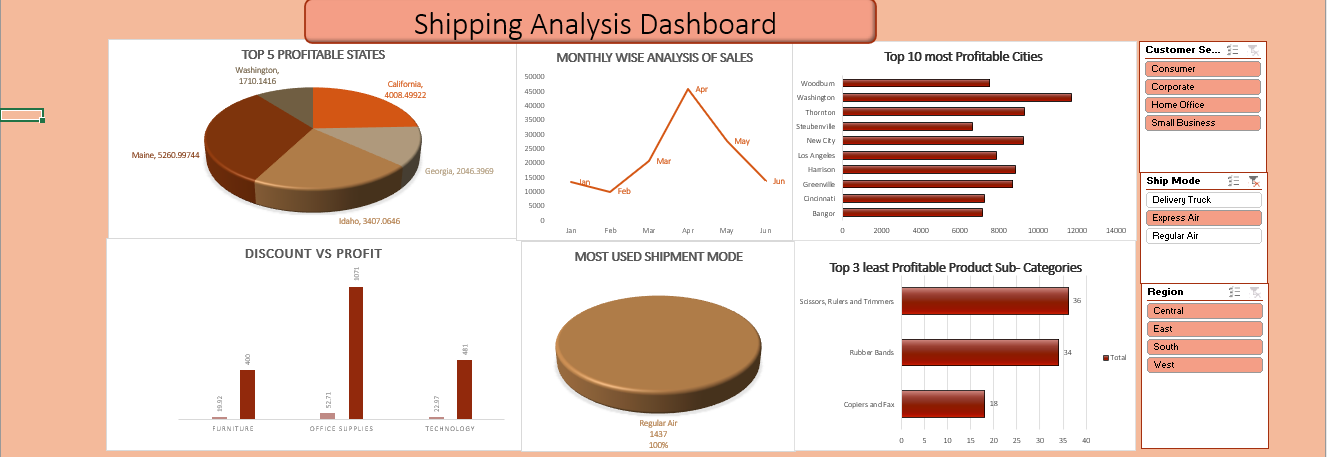 Shipping Analysis Dashboard
TOP 5 PROFITABLE STATES
Washington,
1710.1416
California,
4008.49922
Maine, 5260.99744
Georgia, 2046.3969
Idaho, 3407.0646
MONTHLY WISE ANALYSIS OF SALES
50000
45000
40000
35000
30000
25000
20000
15000
10000
5000
0
Jan
Feb
Mar
Apr
May
Jun
Jan Feb Mar Apr May Jun
Top 10 most Profitable Cities
Woodburn
Washington
Thornton
Steubenville
New City
Los Angeles
Harrison
Greenville
Cincinnati
Bangor
0 2000 4000 6000 8000 10000 12000 14000
Customer Se...
Consumer
Corporate
Home Office
Small Business
Ship Mode
Delivery Truck
Express Air
Regular Air
Region
Central
East
South
West
DISCOUNT VS PROFIT
19.92
400
52.71
1071
22.97
481
FURNITURE OFFICE SUPPLIES TECHNOLOGY
MOST USED SHIPMENT MODE
Regular Air
1437
100%
Top 3 least Profitable Product Sub- Categories
Scissors, Rulers and Trimmers
36
Rubber Bands
34
Copiers and Fax
18
Total
0 5 10 15 20 25 30 35 40